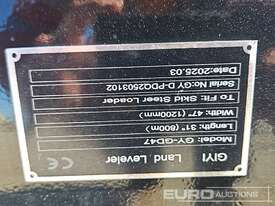 GIYI
Land Leveler
CE
Model: GY-GD47
Length: 31" (800m)
Width: 47" (1200mm)
To Fit: Skid Steer Loader
Serial No:GY D-PDQ2503102
Date:2025.03
EURO AUCTIONS